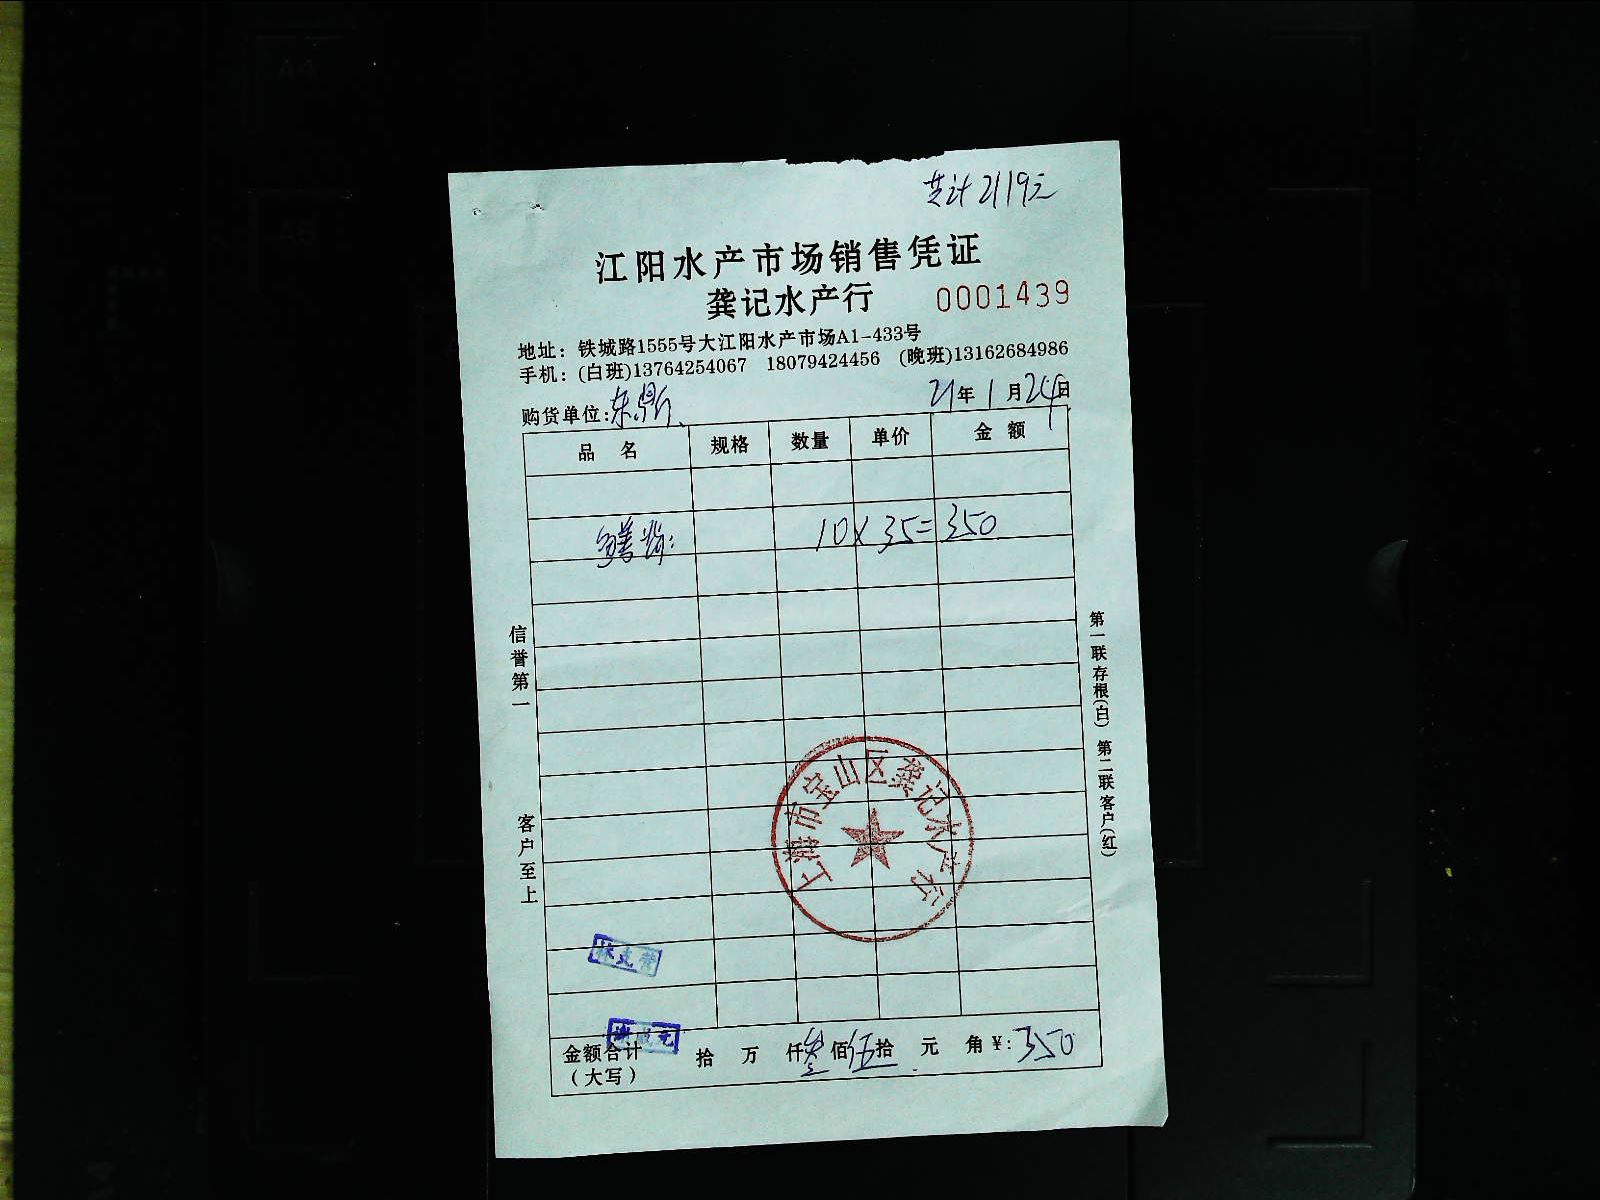 共计2119元
江阳水产市场销售凭证
龚记水产行 0001439
地址：铁城路1555号大江阳水产市场A1-433号
手机：(白班)13764254067 18079424456 (晚班)13162684986
购货单位：东鼎 21年1月24日
品名 规格 数量 单价 金额
鳝 10×35=350
信誉第一
客户至上
第一联存根(白) 第二联客户(红)
上海市宝山区龚记水产行
金额合计 拾 万 仟叁佰伍拾 元 角 ¥：350
（大写）
A4
A5